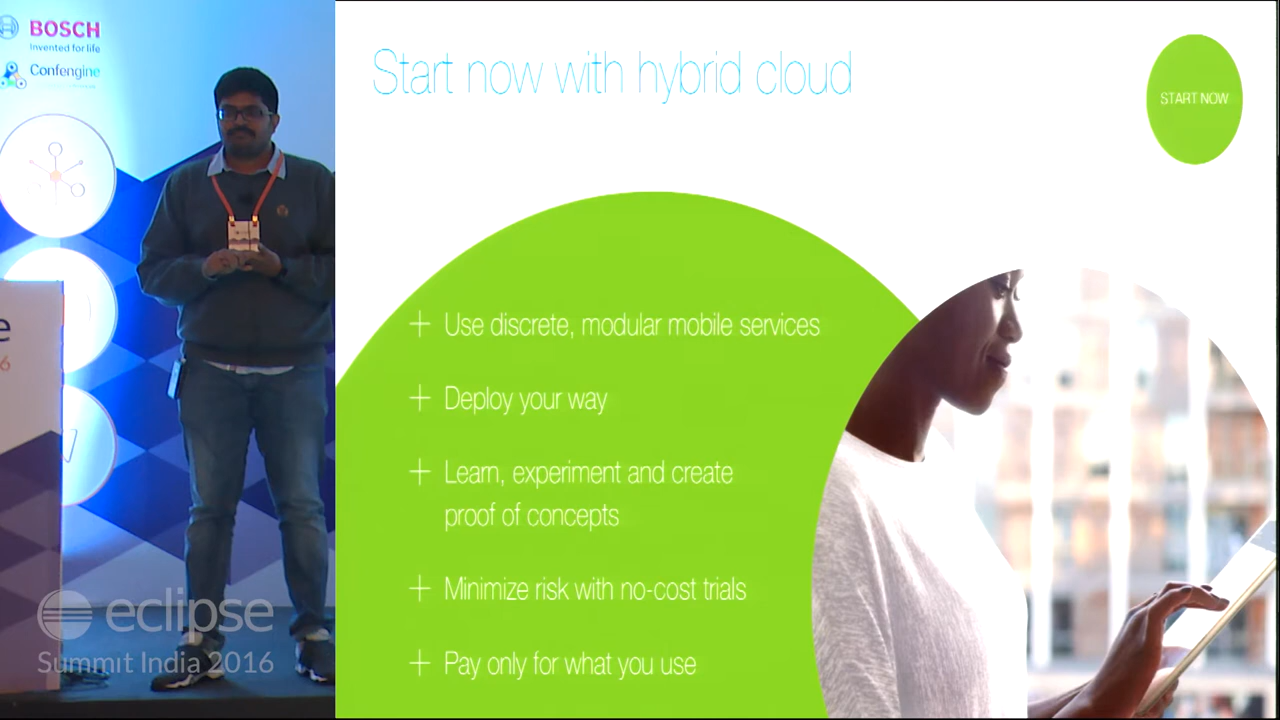 BOSCH
Invented for life
Confengine
e
6
eclipse
Summit India 2016
Start now with hybrid cloud
START NOW
+ Use discrete, modular mobile services
+ Deploy your way
+ Learn, experiment and create
proof of concepts
+ Minimize risk with no-cost trials
+ Pay only for what you use